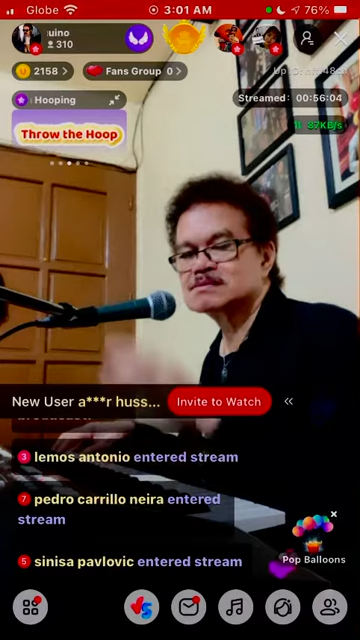 Globe 3:01 AM 76%
uino
310
2158 > Fans Group 0 >
Hooping
Streamed: 00:56:04
87KB/s
Throw the Hoop
New User a***r huss... Invite to Watch «
3 lemos antonio entered stream
7 pedro carrillo neira entered
stream
5 sinisa pavlovic entered stream
Pop Balloons
VS